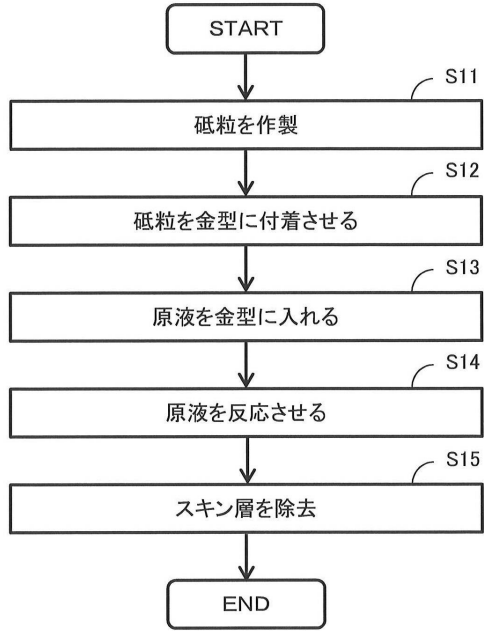 START
S11
砥粒を作製
S12
砥粒を金型に付着させる
S13
原液を金型に入れる
S14
原液を反応させる
S15
スキン層を除去
END